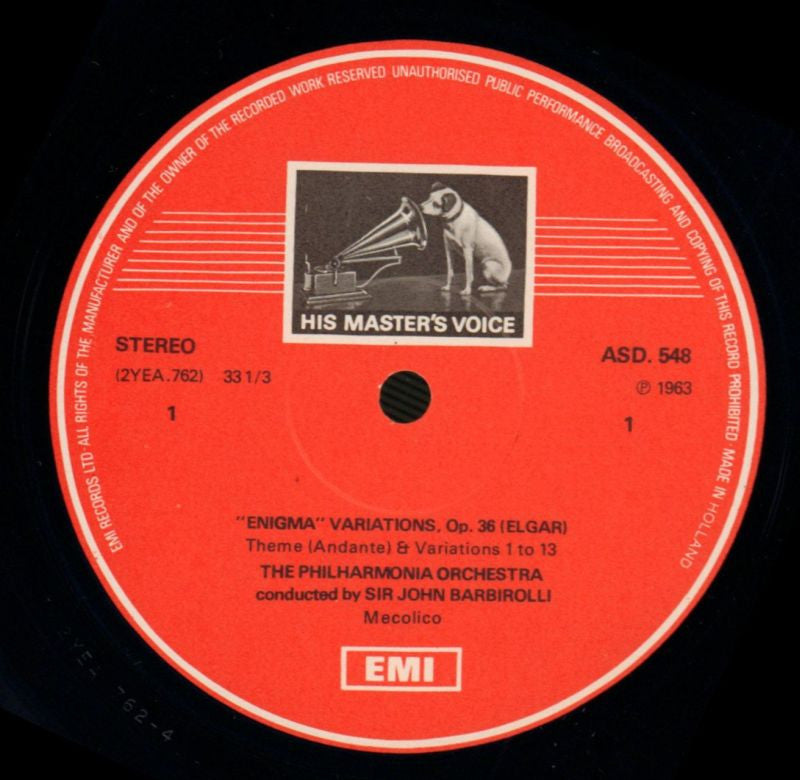 EMI RECORDS LTD · ALL RIGHTS OF THE MANUFACTURER AND OF THE OWNER OF THE RECORDED WORK RESERVED UNAUTHORISED PUBLIC PERFORMANCE BROADCASTING AND COPYING OF THIS RECORD PROHIBITED · MADE IN HOLLAND
HIS MASTER'S VOICE
STEREO
(2YEA.762) 33 1/3
1
ASD. 548
℗ 1963
1
"ENIGMA" VARIATIONS, Op. 36 (ELGAR)
Theme (Andante) & Variations 1 to 13
THE PHILHARMONIA ORCHESTRA
conducted by SIR JOHN BARBIROLLI
Mecolico
EMI
2YEA 762-4